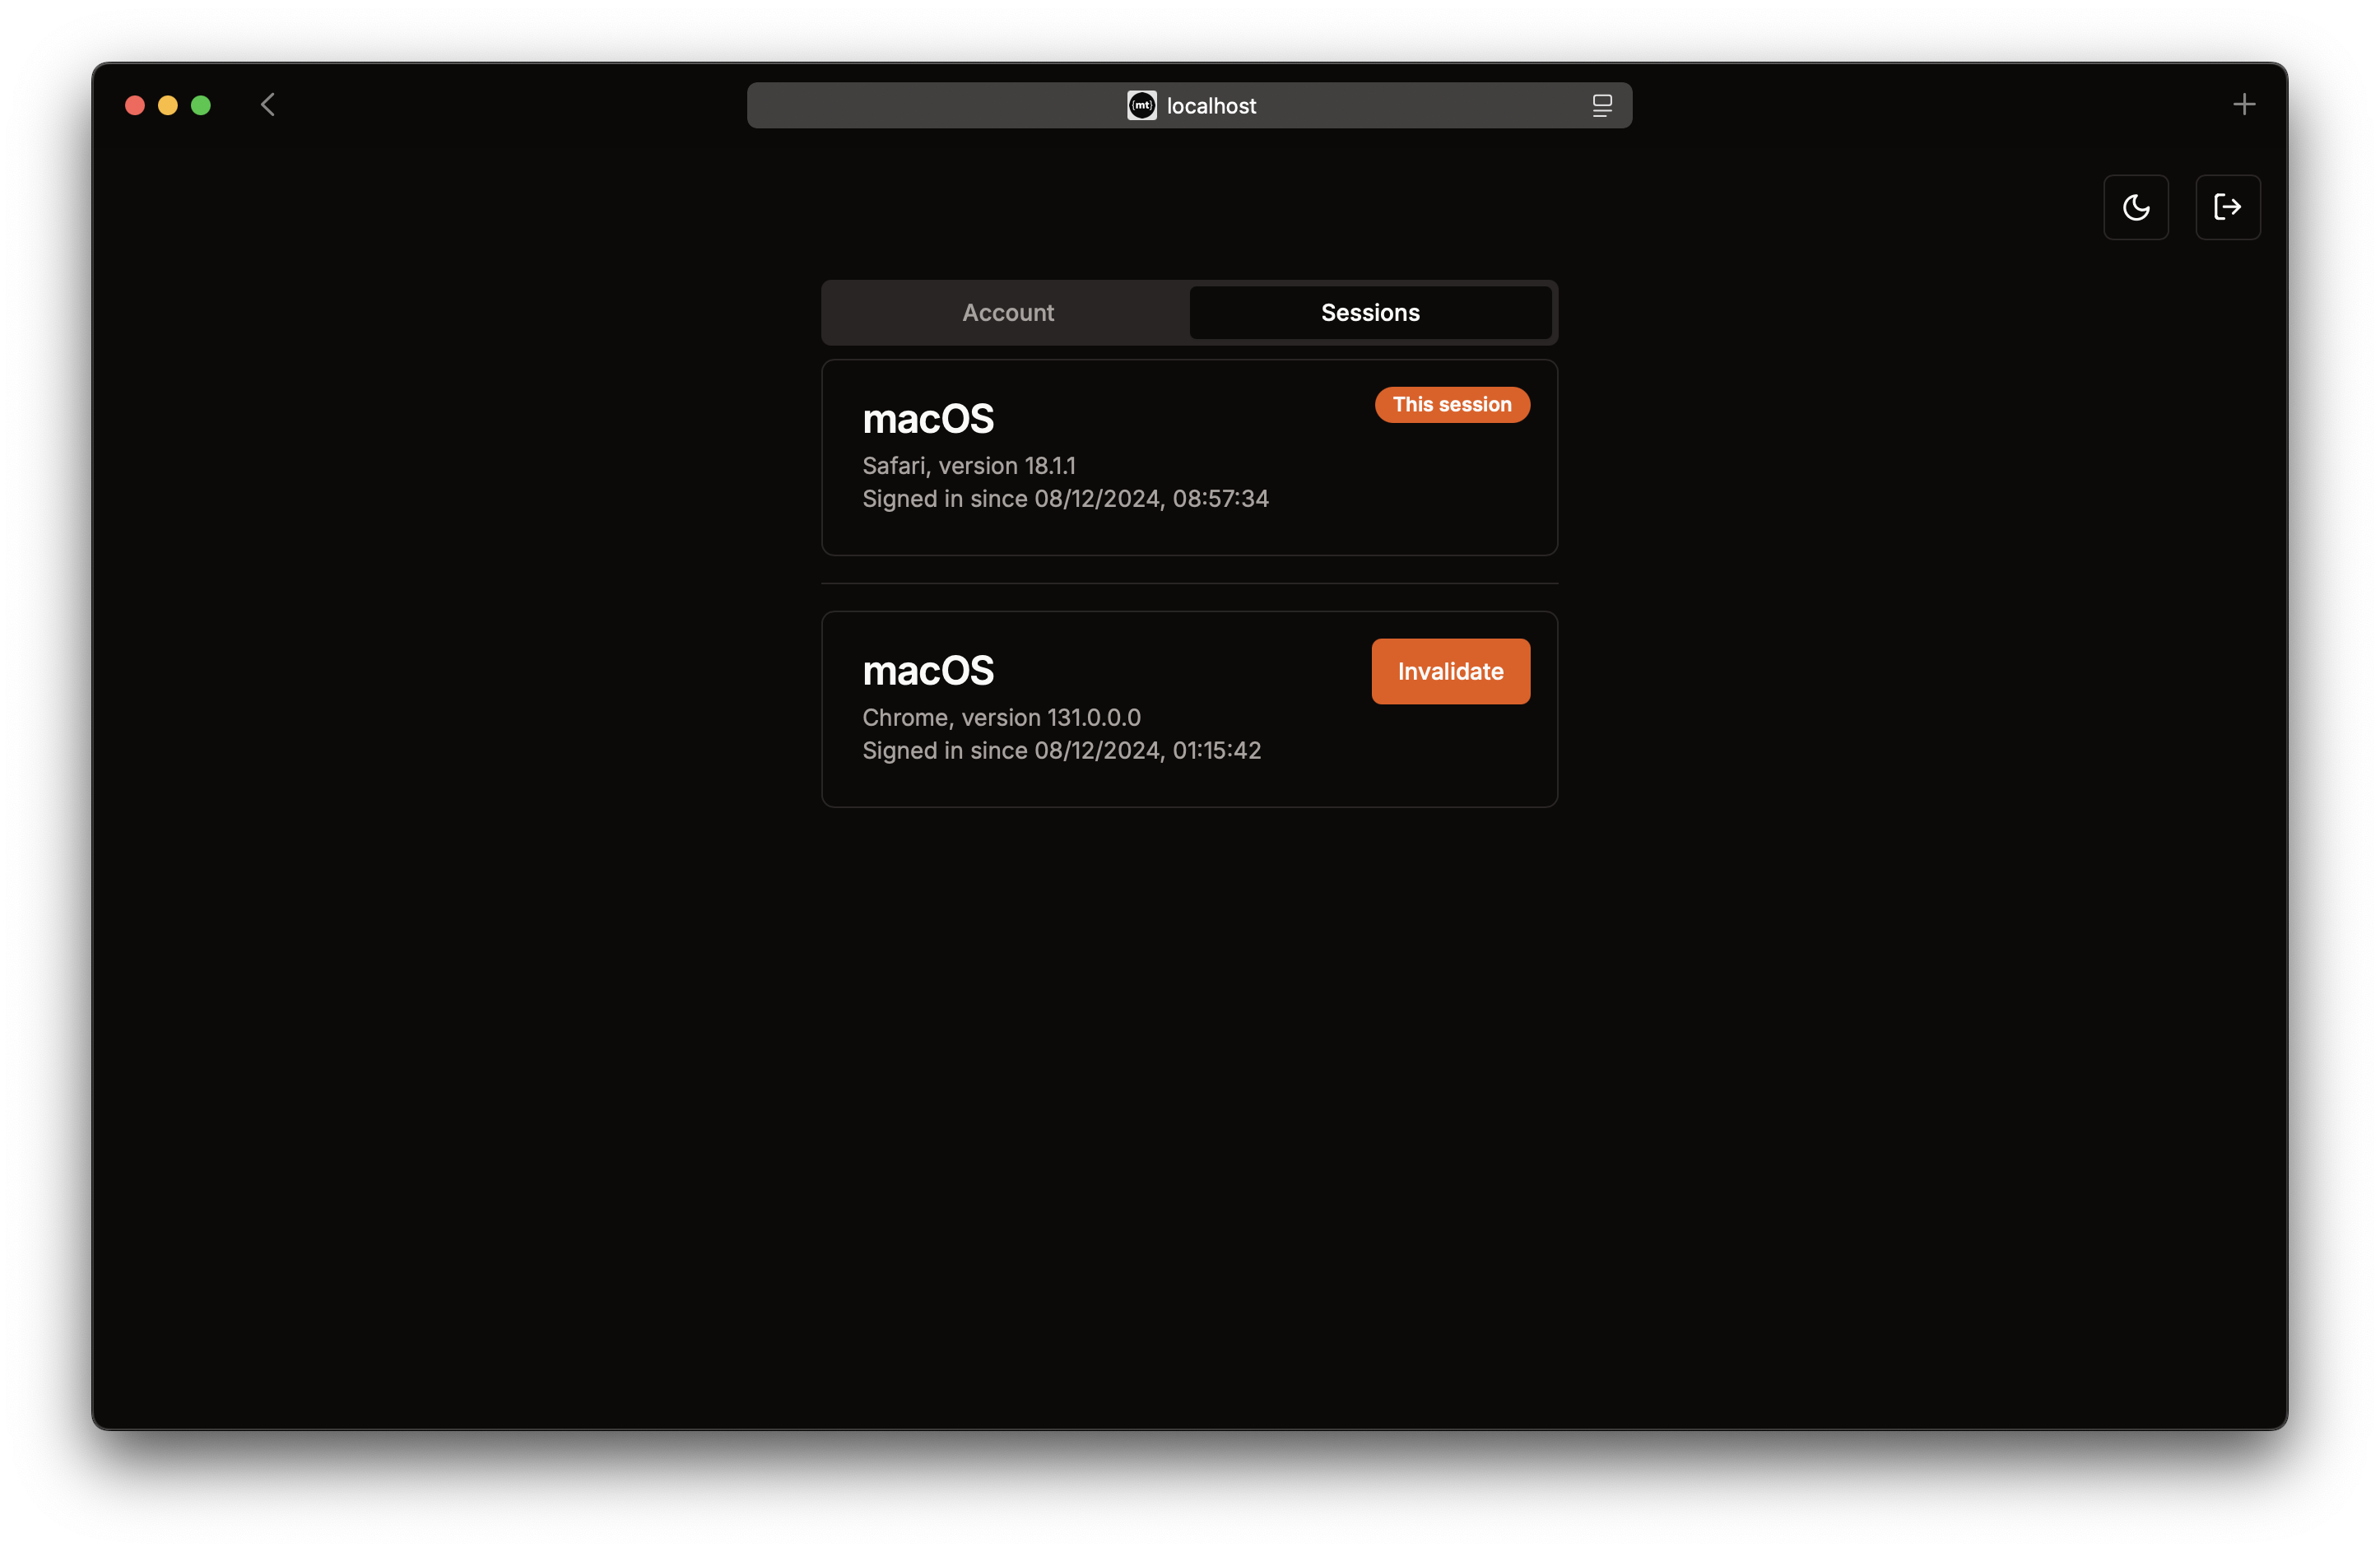 (mt) localhost
Account
Sessions
macOS
This session
Safari, version 18.1.1
Signed in since 08/12/2024, 08:57:34
macOS
Invalidate
Chrome, version 131.0.0.0
Signed in since 08/12/2024, 01:15:42